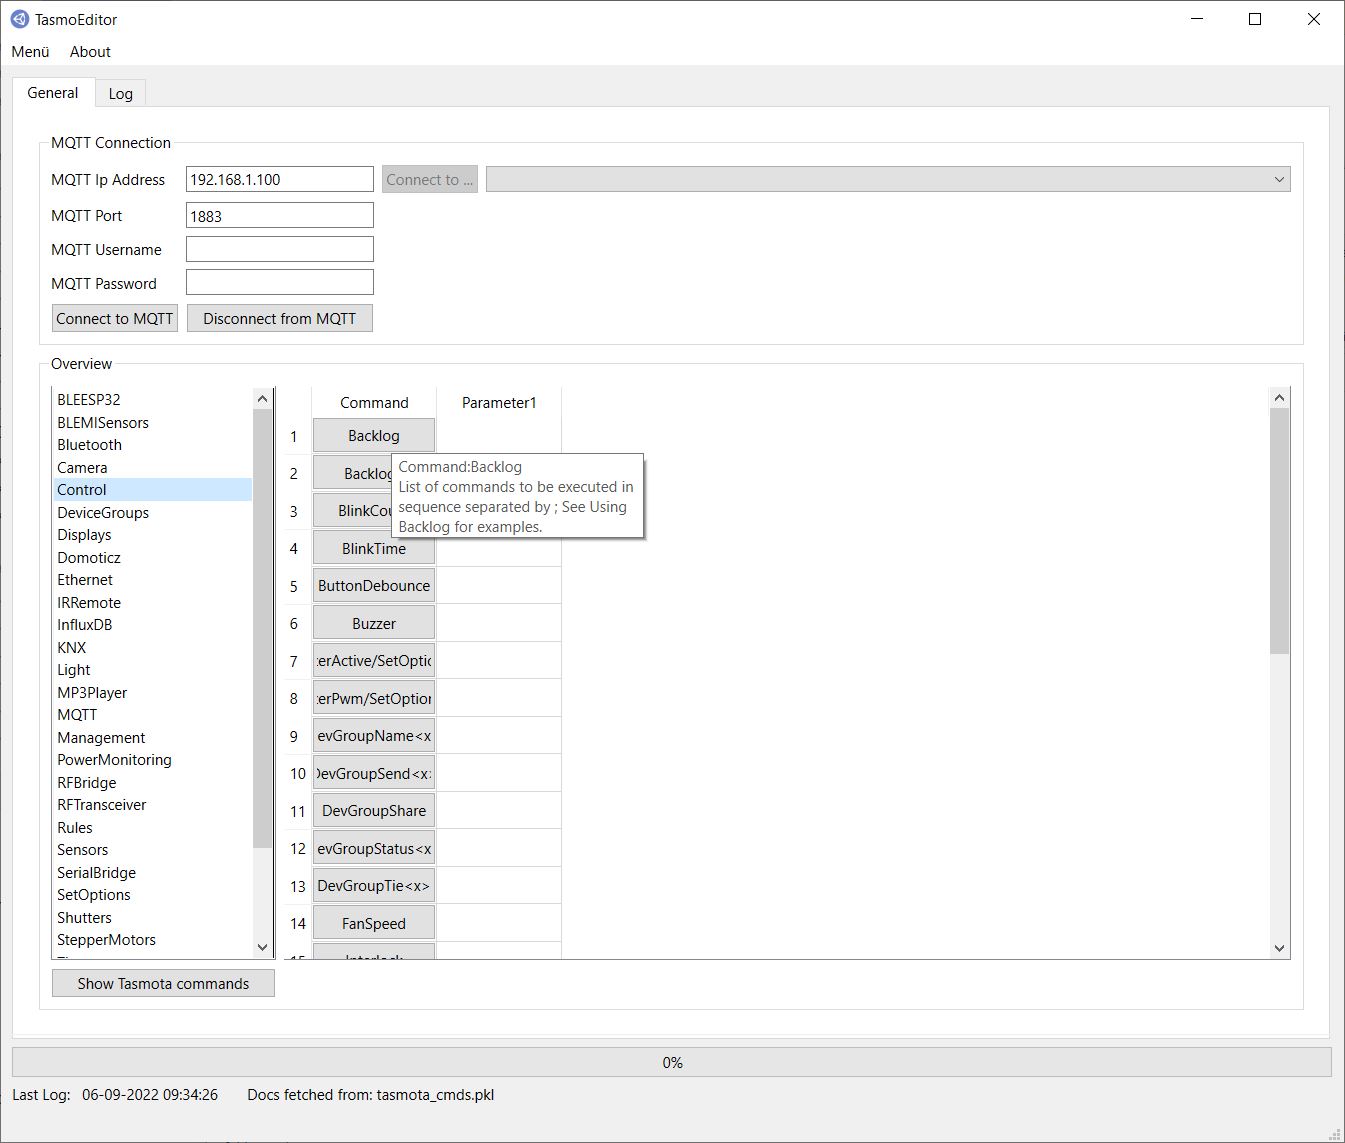 TasmoEditor
Menü About
General Log
MQTT Connection
MQTT Ip Address 192.168.1.100 Connect to ...
MQTT Port 1883
MQTT Username
MQTT Password
Connect to MQTT Disconnect from MQTT
Overview
BLEESP32
BLEMISensors
Bluetooth
Camera
Control
DeviceGroups
Displays
Domoticz
Ethernet
IRRemote
InfluxDB
KNX
Light
MP3Player
MQTT
Management
PowerMonitoring
RFBridge
RFTransceiver
Rules
Sensors
SerialBridge
SetOptions
Shutters
StepperMotors
Show Tasmota commands
Command Parameter1
1 Backlog
2 Backlog
3 BlinkCou
4 BlinkTime
5 ButtonDebounce
6 Buzzer
7 terActive/SetOptio
8 terPwm/SetOption
9 evGroupName<x
10 DevGroupSend<x>
11 DevGroupShare
12 evGroupStatus<x
13 DevGroupTie<x>
14 FanSpeed
15 Interlock
Command:Backlog
List of commands to be executed in
sequence separated by ; See Using
Backlog for examples.
0%
Last Log: 06-09-2022 09:34:26 Docs fetched from: tasmota_cmds.pkl